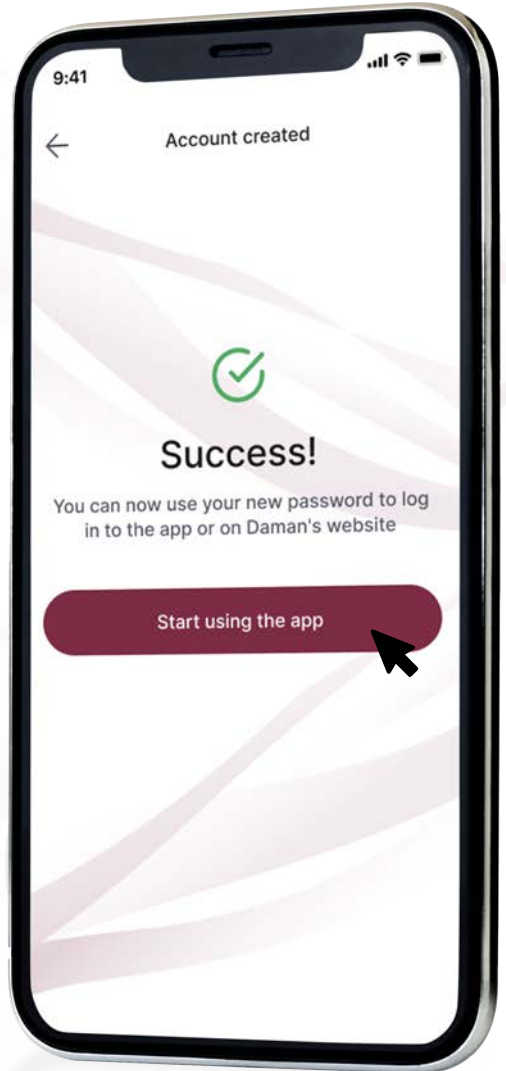 9:41
Account created
Success!
You can now use your new password to log
in to the app or on Daman's website
Start using the app